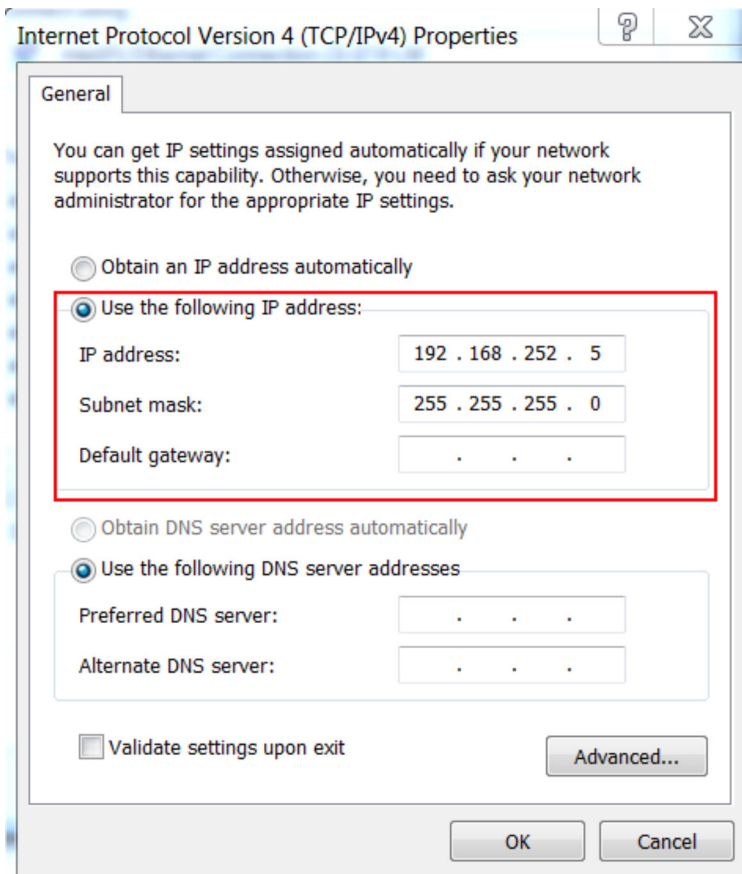 Internet Protocol Version 4 (TCP/IPv4) Properties
General
You can get IP settings assigned automatically if your network
supports this capability. Otherwise, you need to ask your network
administrator for the appropriate IP settings.
Obtain an IP address automatically
Use the following IP address:
IP address: 192 . 168 . 252 . 5
Subnet mask: 255 . 255 . 255 . 0
Default gateway: . . .
Obtain DNS server address automatically
Use the following DNS server addresses
Preferred DNS server: . . .
Alternate DNS server: . . .
Validate settings upon exit
Advanced...
OK Cancel